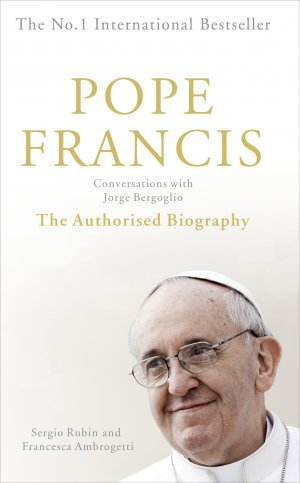 The No.1 International Bestseller
POPE
FRANCIS
Conversations with
Jorge Bergoglio
The Authorised Biography
Sergio Rubin and
Francesca Ambrogetti